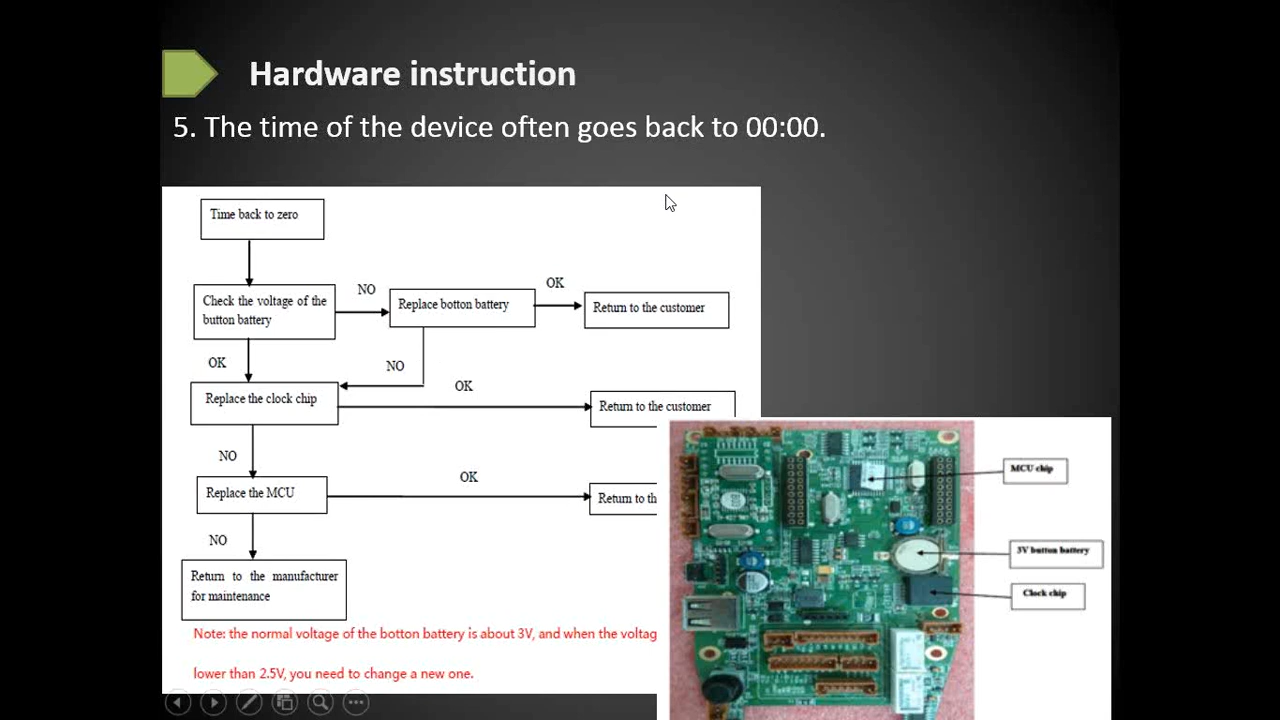 Hardware instruction
5. The time of the device often goes back to 00:00.
Time back to zero
Check the voltage of the
button battery
NO
Replace botton battery
OK
Return to the customer
OK
NO
Replace the clock chip
OK
Return to the customer
NO
Replace the MCU
OK
Return to th
NO
Return to the manufacturer
for maintenance
Note: the normal voltage of the botton battery is about 3V, and when the voltag
lower than 2.5V, you need to change a new one.
MCU chip
3V button battery
Clock chip